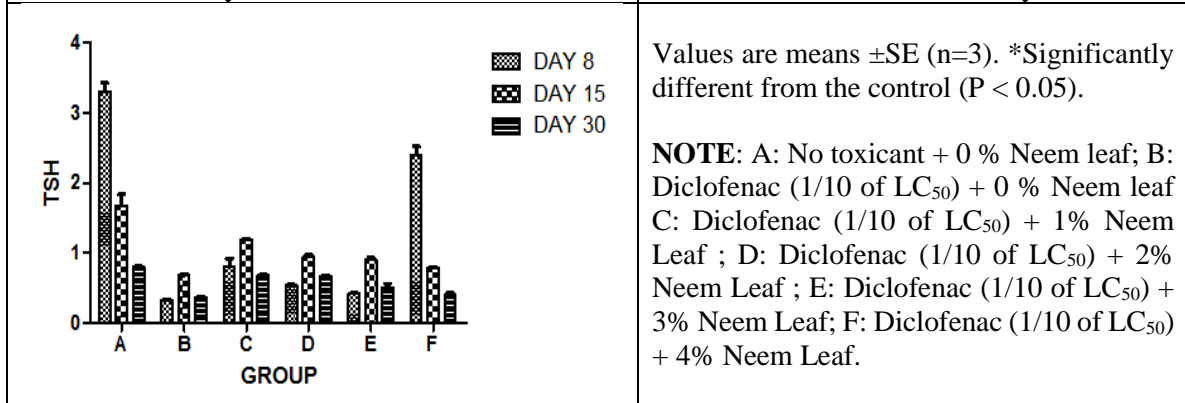 4
3
2
1
0
TSH
DAY 8
DAY 15
DAY 30
A B C D E F
GROUP
Values are means ±SE (n=3). *Significantly
different from the control (P < 0.05).
NOTE: A: No toxicant + 0 % Neem leaf; B:
Diclofenac (1/10 of LC₅₀) + 0 % Neem leaf
C: Diclofenac (1/10 of LC₅₀) + 1% Neem
Leaf ; D: Diclofenac (1/10 of LC₅₀) + 2%
Neem Leaf ; E: Diclofenac (1/10 of LC₅₀) +
3% Neem Leaf; F: Diclofenac (1/10 of LC₅₀)
+ 4% Neem Leaf.